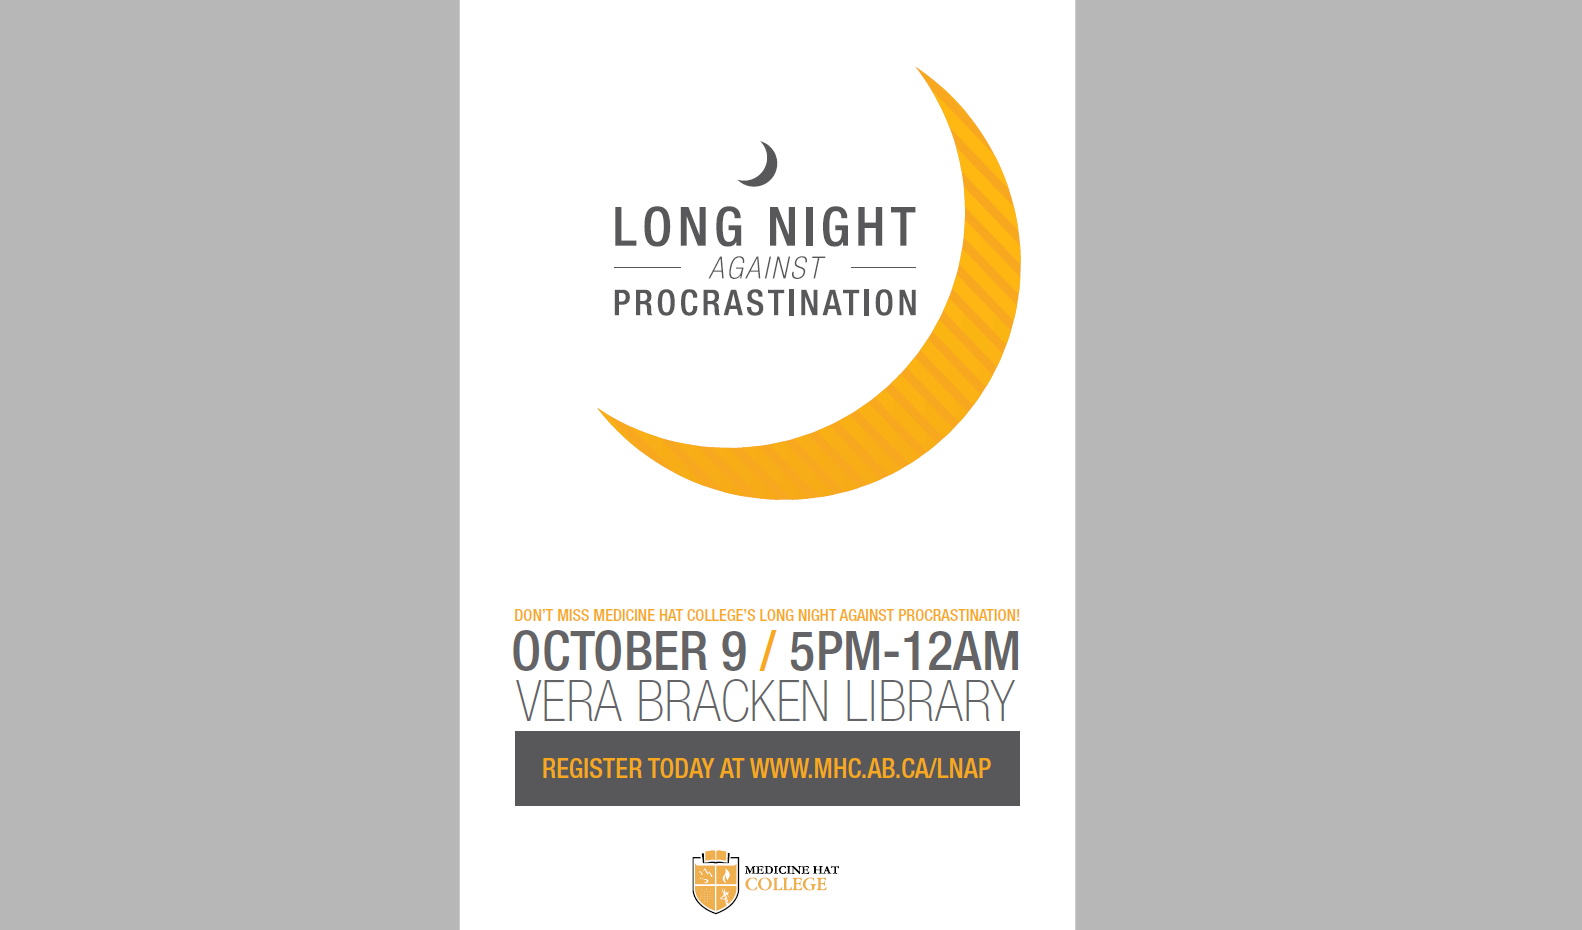 LONG NIGHT
AGAINST
PROCRASTINATION
DON'T MISS MEDICINE HAT COLLEGE'S LONG NIGHT AGAINST PROCRASTINATION!
OCTOBER 9 / 5PM-12AM
VERA BRACKEN LIBRARY
REGISTER TODAY AT WWW.MHC.AB.CA/LNAP
MEDICINE HAT
COLLEGE